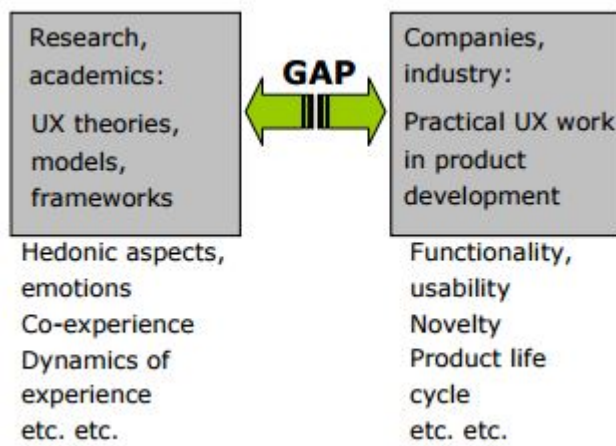 Research,
academics:
UX theories,
models,
frameworks
GAP
Companies,
industry:
Practical UX work
in product
development
Hedonic aspects,
emotions
Co-experience
Dynamics of
experience
etc. etc.
Functionality,
usability
Novelty
Product life
cycle
etc. etc.